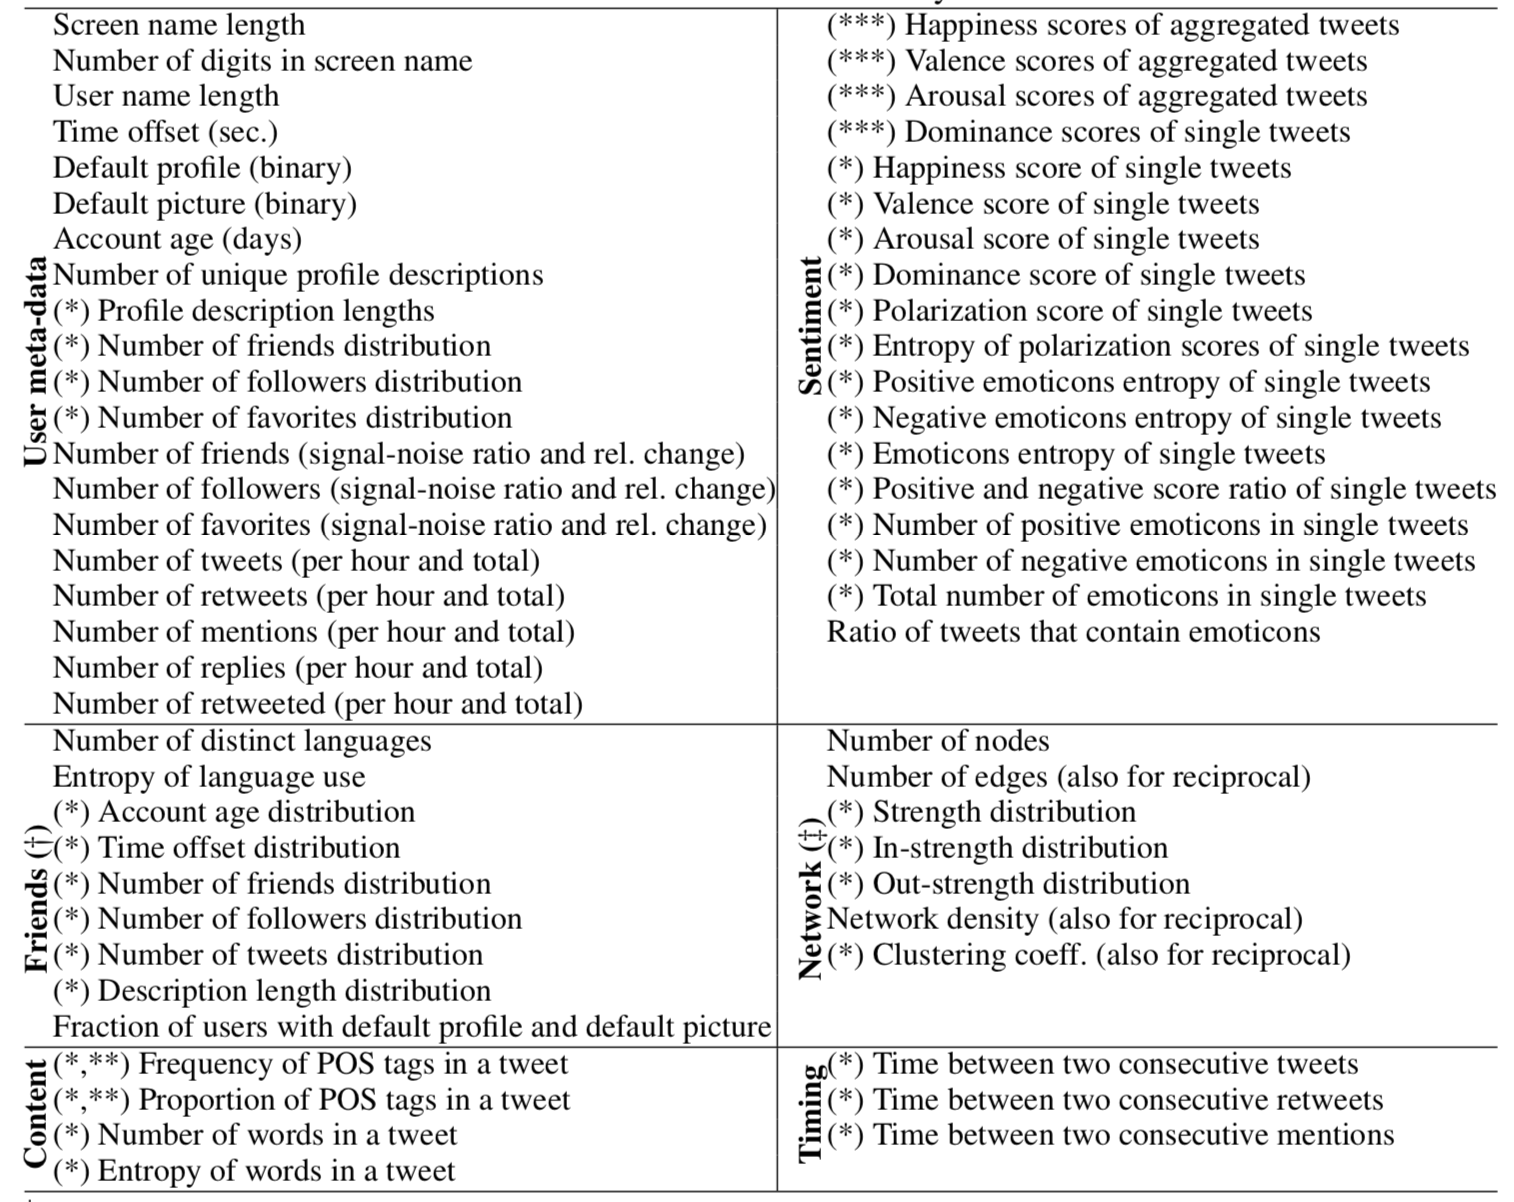 User meta-data
Screen name length
Number of digits in screen name
User name length
Time offset (sec.)
Default profile (binary)
Default picture (binary)
Account age (days)
Number of unique profile descriptions
(*) Profile description lengths
(*) Number of friends distribution
(*) Number of followers distribution
(*) Number of favorites distribution
Number of friends (signal-noise ratio and rel. change)
Number of followers (signal-noise ratio and rel. change)
Number of favorites (signal-noise ratio and rel. change)
Number of tweets (per hour and total)
Number of retweets (per hour and total)
Number of mentions (per hour and total)
Number of replies (per hour and total)
Number of retweeted (per hour and total)
Sentiment
(***) Happiness scores of aggregated tweets
(***) Valence scores of aggregated tweets
(***) Arousal scores of aggregated tweets
(***) Dominance scores of single tweets
(*) Happiness score of single tweets
(*) Valence score of single tweets
(*) Arousal score of single tweets
(*) Dominance score of single tweets
(*) Polarization score of single tweets
(*) Entropy of polarization scores of single tweets
(*) Positive emoticons entropy of single tweets
(*) Negative emoticons entropy of single tweets
(*) Emoticons entropy of single tweets
(*) Positive and negative score ratio of single tweets
(*) Number of positive emoticons in single tweets
(*) Number of negative emoticons in single tweets
(*) Total number of emoticons in single tweets
Ratio of tweets that contain emoticons
Friends (†)
Number of distinct languages
Entropy of language use
(*) Account age distribution
(*) Time offset distribution
(*) Number of friends distribution
(*) Number of followers distribution
(*) Number of tweets distribution
(*) Description length distribution
Fraction of users with default profile and default picture
Network (‡)
Number of nodes
Number of edges (also for reciprocal)
(*) Strength distribution
(*) In-strength distribution
(*) Out-strength distribution
Network density (also for reciprocal)
(*) Clustering coeff. (also for reciprocal)
Content
(*,**) Frequency of POS tags in a tweet
(*,**) Proportion of POS tags in a tweet
(*) Number of words in a tweet
(*) Entropy of words in a tweet
Timing
(*) Time between two consecutive tweets
(*) Time between two consecutive retweets
(*) Time between two consecutive mentions